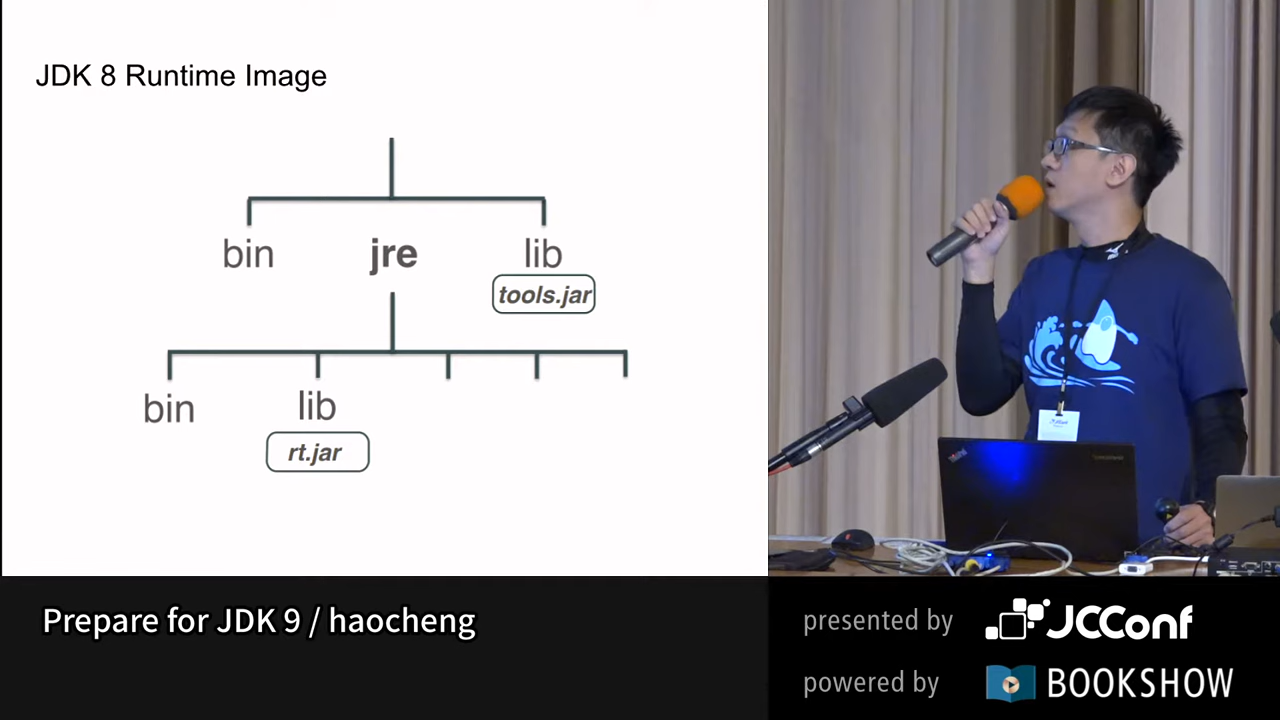 JDK 8 Runtime Image
bin
jre
lib
tools.jar
bin
lib
rt.jar
Prepare for JDK 9 / haocheng
presented by JCConf
powered by BOOKSHOW